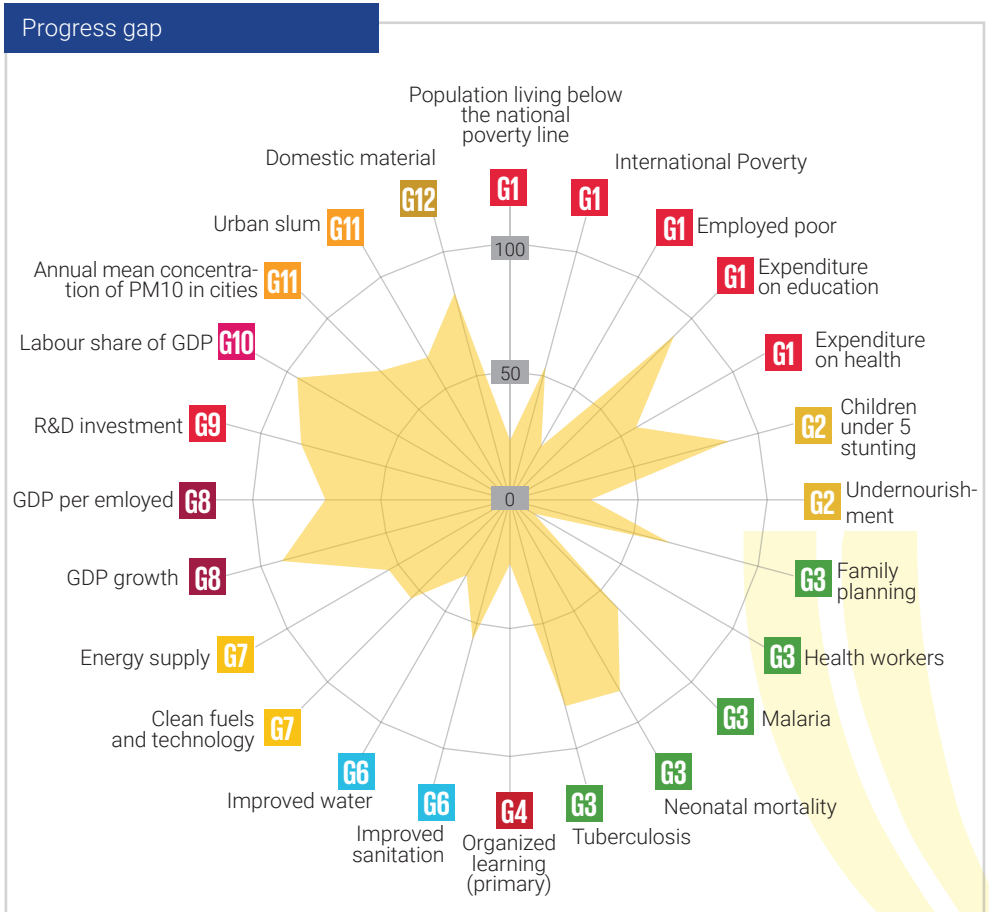 Progress gap
Population living below
the national
poverty line
G1
International Poverty
G1
Employed poor
G1
Expenditure
on education
G1
Expenditure
on health
G1
Children
under 5
stunting
G2
Undernourish-
ment
G2
Family
planning
G3
Health workers
G3
Malaria
G3
Neonatal mortality
G3
Tuberculosis
G3
Organized
learning
(primary)
G4
Improved
sanitation
G6
Improved water
G6
Clean fuels
and technology
G7
Energy supply
G7
GDP growth
G8
GDP per emloyed
G8
R&D investment
G9
Labour share of GDP
G10
Annual mean concentra-
tion of PM10 in cities
G11
Urban slum
G11
Domestic material
G12
100
50
0